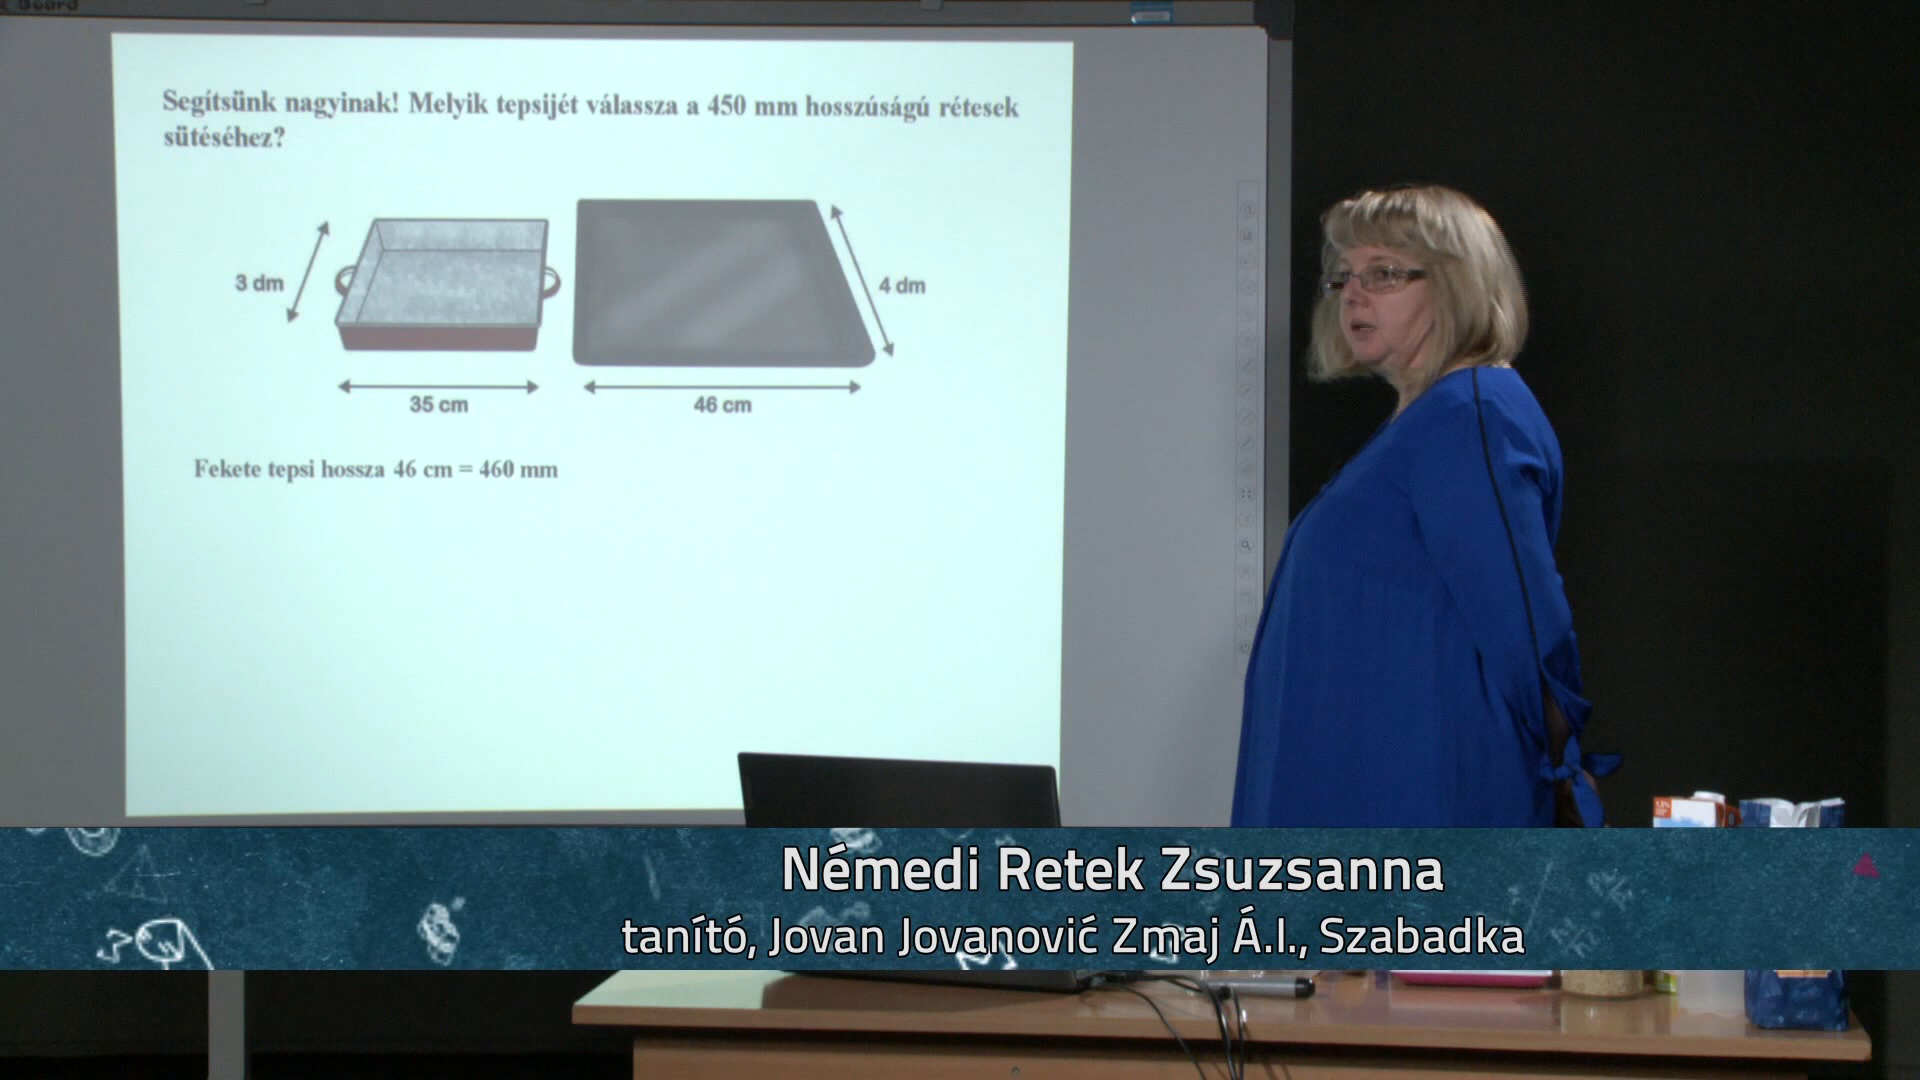 Board
Segítsünk nagyinak! Melyik tepsijét válassza a 450 mm hosszúságú rétesek
sütéséhez?
3 dm
4 dm
35 cm
46 cm
Fekete tepsi hossza 46 cm = 460 mm
Némedi Retek Zsuzsanna
tanító, Jovan Jovanović Zmaj Á.I., Szabadka